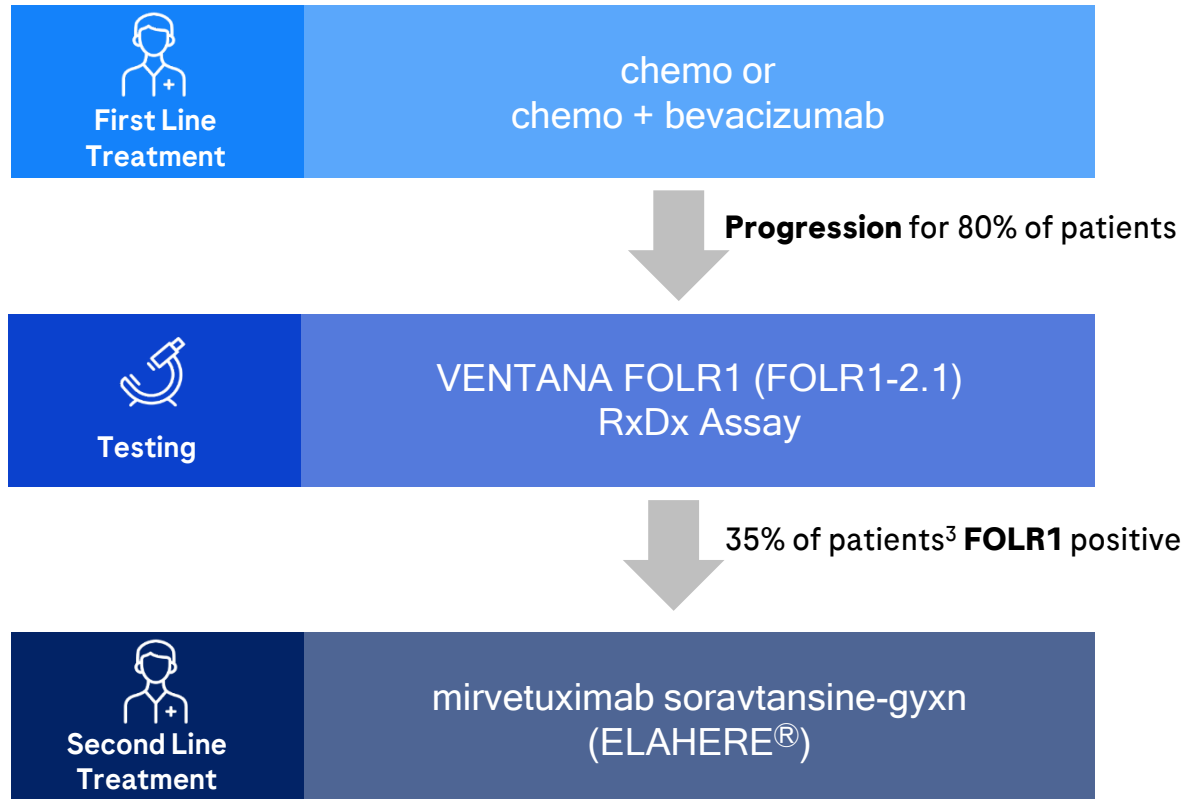 First Line
Treatment
chemo or
chemo + bevacizumab
Progression for 80% of patients
Testing
VENTANA FOLR1 (FOLR1-2.1)
RxDx Assay
35% of patients³ FOLR1 positive
Second Line
Treatment
mirvetuximab soravtansine-gyxn
(ELAHERE®)